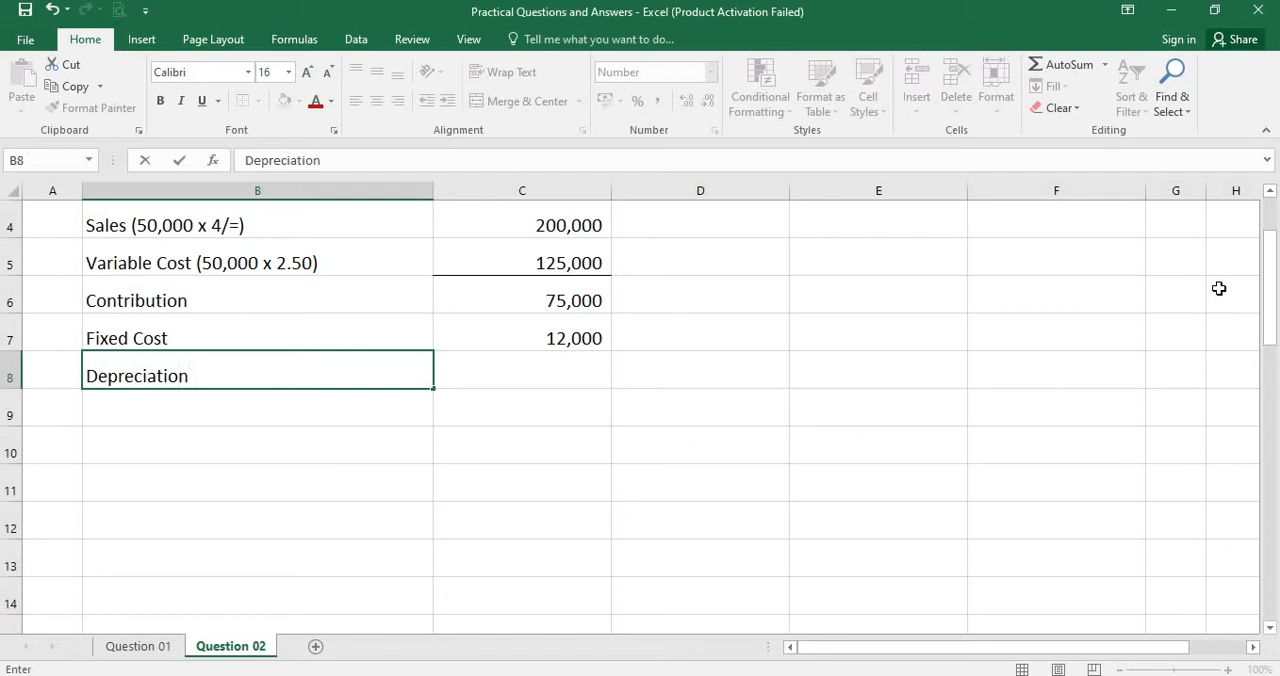 Practical Questions and Answers - Excel (Product Activation Failed)
File Home Insert Page Layout Formulas Data Review View Tell me what you want to do... Sign in Share
Paste Cut Copy Format Painter
Calibri 16 B I U A
Wrap Text Merge & Center
Number % ,
Conditional Formatting Format as Table Cell Styles
Insert Delete Format
AutoSum Fill Clear Sort & Filter Find & Select
Clipboard Font Alignment Number Styles Cells Editing
B8 fx Depreciation
A B C D E F G H
4 Sales (50,000 x 4/=) 200,000
5 Variable Cost (50,000 x 2.50) 125,000
6 Contribution 75,000
7 Fixed Cost 12,000
8 Depreciation
9
10
11
12
13
14
Question 01 Question 02
Enter 100%